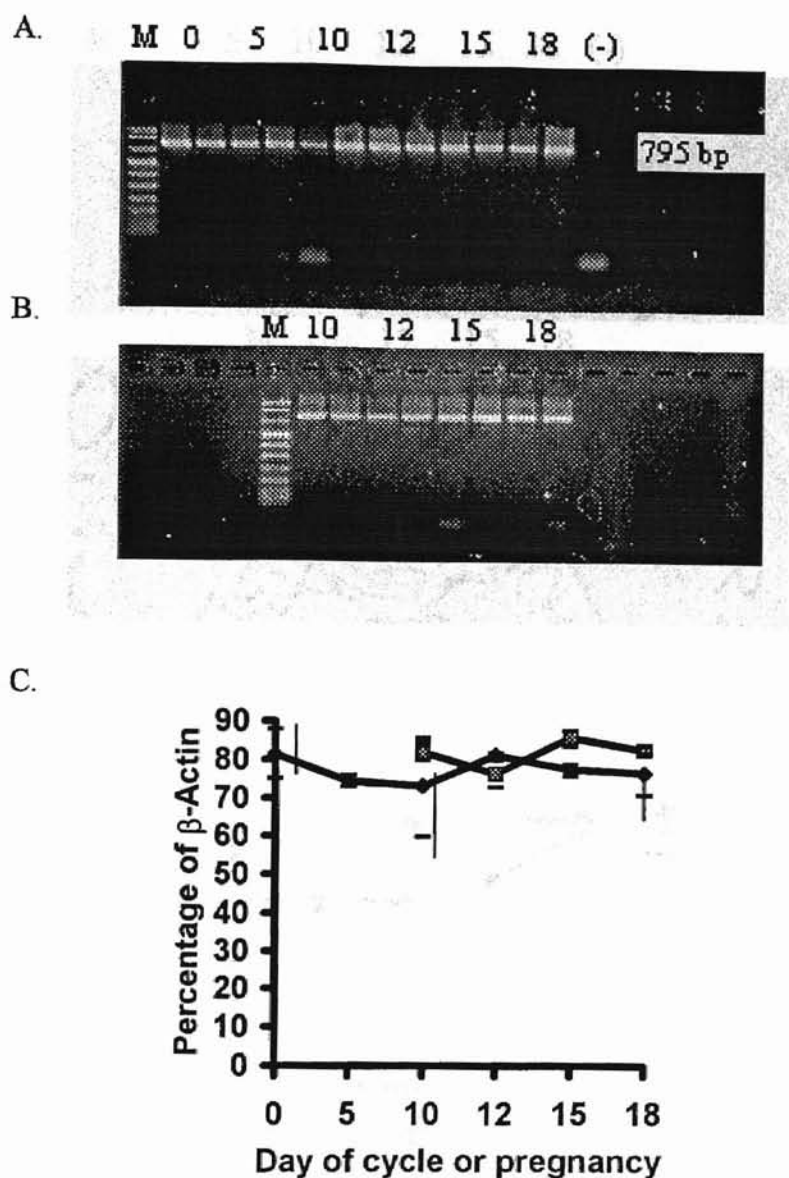 A.
M 0 5 10 12 15 18 (-)
795 bp
B.
M 10 12 15 18
C.
90
80
70
60
50
40
30
20
10
0
Percentage of β-Actin
0 5 10 12 15 18
Day of cycle or pregnancy